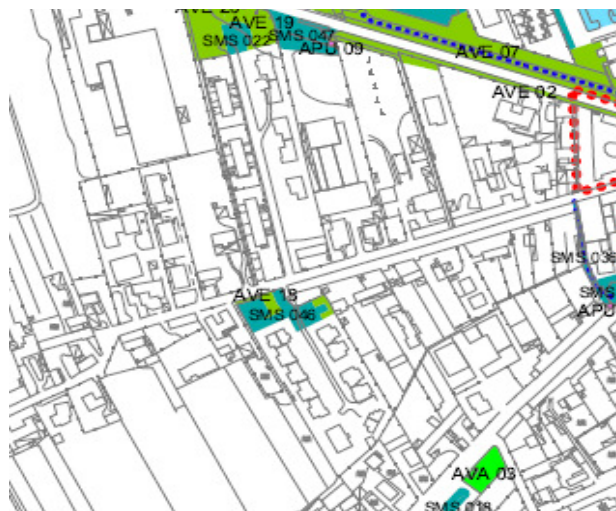 AVE 19
SMS 047
SMS 022
APU 09
AVE 07
AVE 02
SMS
APU
AVE 18
SMS 046
AVA 03
SMS 018